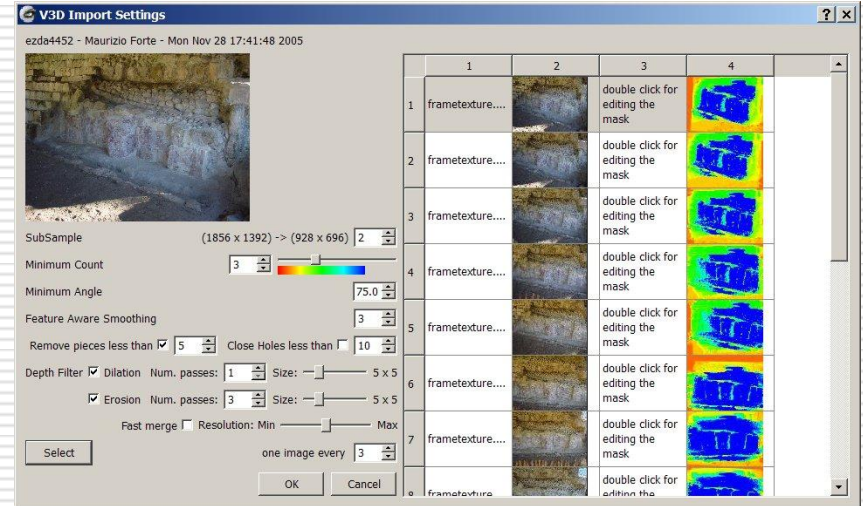 V3D Import Settings
ezda4452 - Maurizio Forte - Mon Nov 28 17:41:48 2005
SubSample (1856 x 1392) -> (928 x 696) 2
Minimum Count 3
Minimum Angle 75.0
Feature Aware Smoothing 3
Remove pieces less than 5 Close Holes less than 10
Depth Filter Dilation Num. passes: 1 Size: 5 x 5
Erosion Num. passes: 3 Size: 5 x 5
Fast merge Resolution: Min Max
Select one image every 3
OK Cancel
1 2 3 4
1 frametexture.... double click for
editing the
mask
2 frametexture.... double click for
editing the
mask
3 frametexture.... double click for
editing the
mask
4 frametexture.... double click for
editing the
mask
5 frametexture.... double click for
editing the
mask
6 frametexture.... double click for
editing the
mask
7 frametexture.... double click for
editing the
mask
double click for